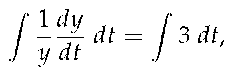 ∫ 1/y dy/dt dt = ∫ 3 dt,